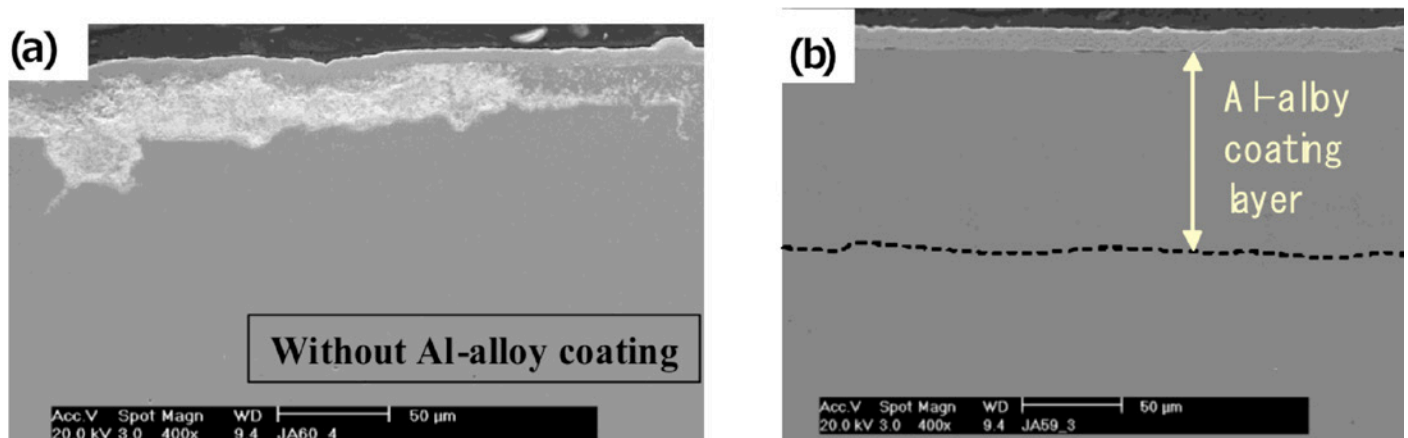 (a)
Without Al-alloy coating
Acc.V Spot Magn WD 50 µm
20.0 kV 3.0 400x 9.4 JA60_4
(b)
Al-alby
coating
layer
Acc.V Spot Magn WD 50 µm
20.0 kV 3.0 400x 9.4 JA59_3